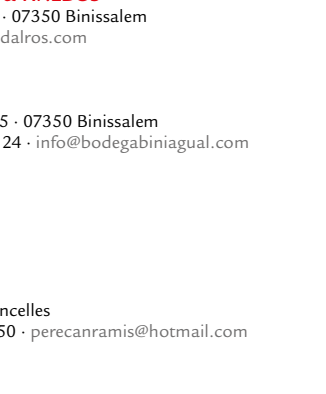 · 07350 Binissalem
dalros.com
5 · 07350 Binissalem
24 · info@bodegabiniagual.com
ncelles
50 · perecanramis@hotmail.com